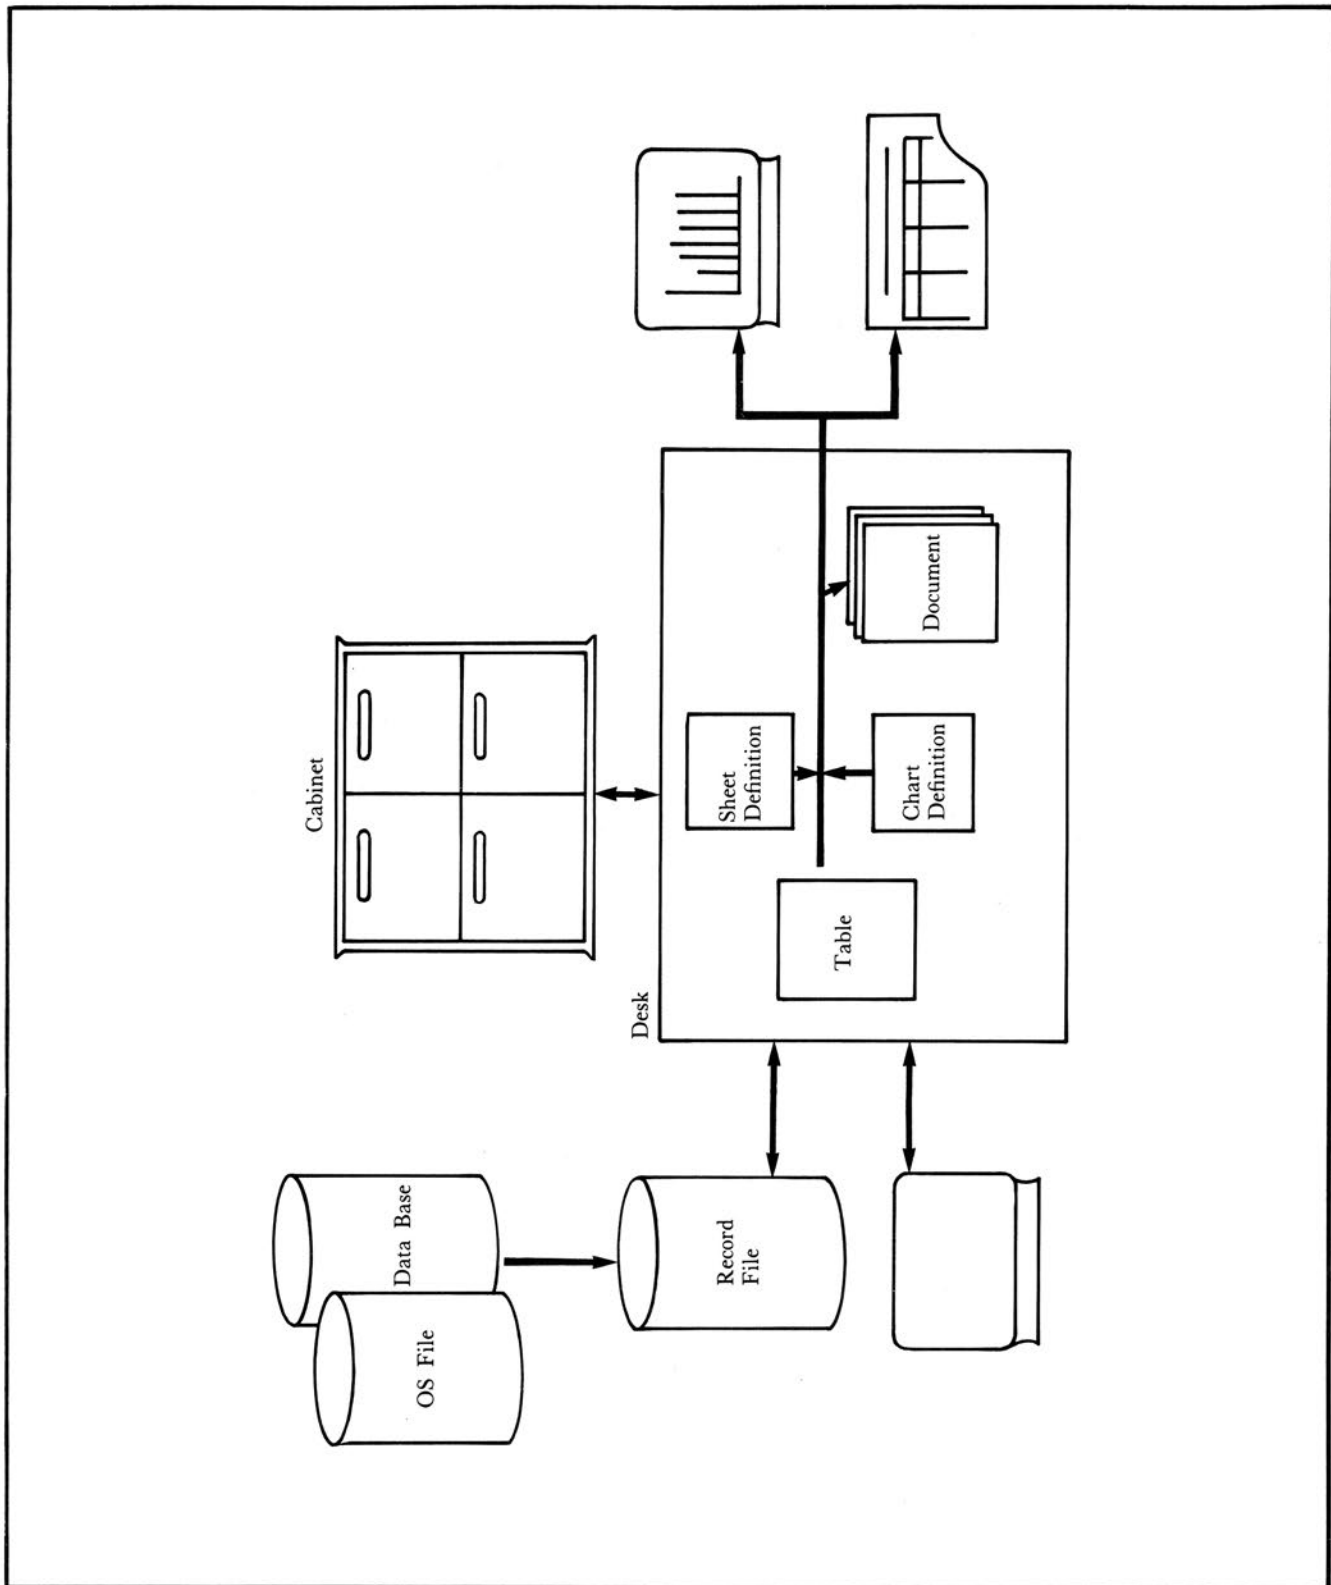 Cabinet
Data Base
OS File
Desk
Record
File
Table
Sheet
Definition
Chart
Definition
Document